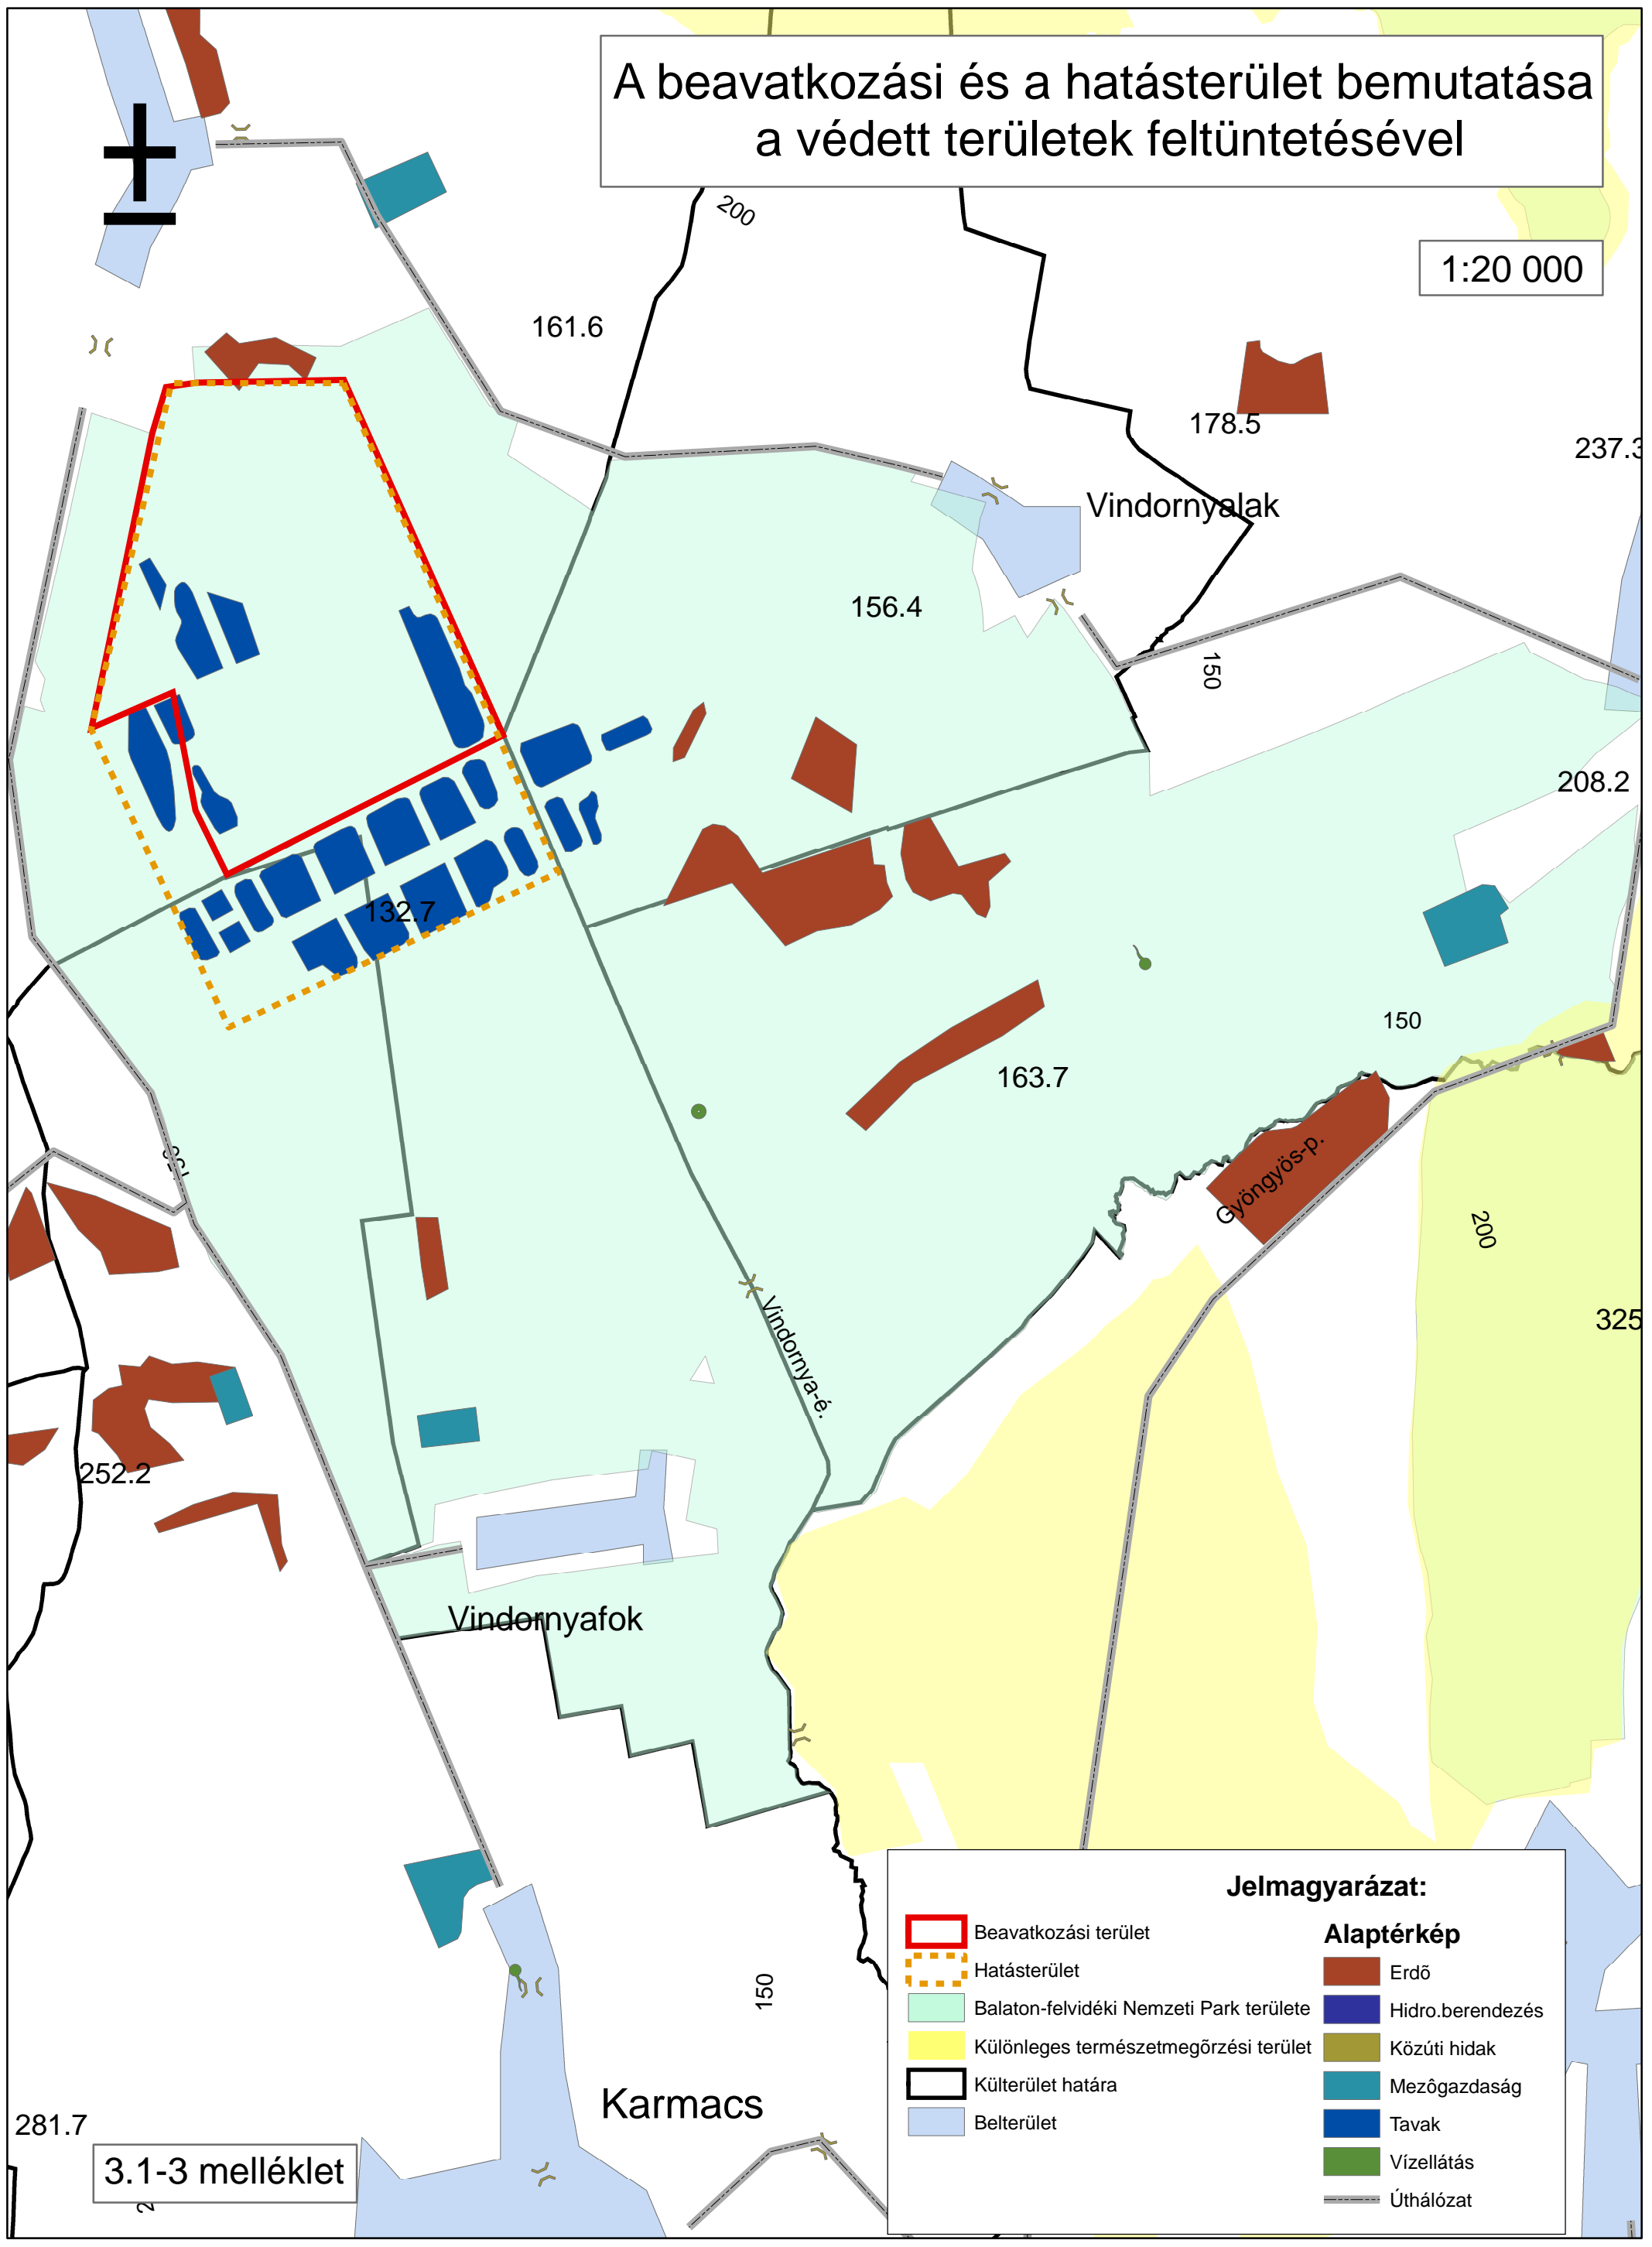 A beavatkozási és a hatásterület bemutatása
a védett területek feltüntetésével
200
1:20 000
161.6
178.5
237.3
Vindornyalak
156.4
150
208.2
132.7
150
163.7
Gyöngyös-p.
200
325
Vindornya-é.
252.2
Vindornyafok
150
Karmacs
281.7
3.1-3 melléklet
Jelmagyarázat:
Beavatkozási terület
Hatásterület
Balaton-felvidéki Nemzeti Park területe
Különleges természetmegõrzési terület
Külterület határa
Belterület
Alaptérkép
Erdõ
Hidro.berendezés
Közúti hidak
Mezôgazdaság
Tavak
Vízellátás
Úthálózat